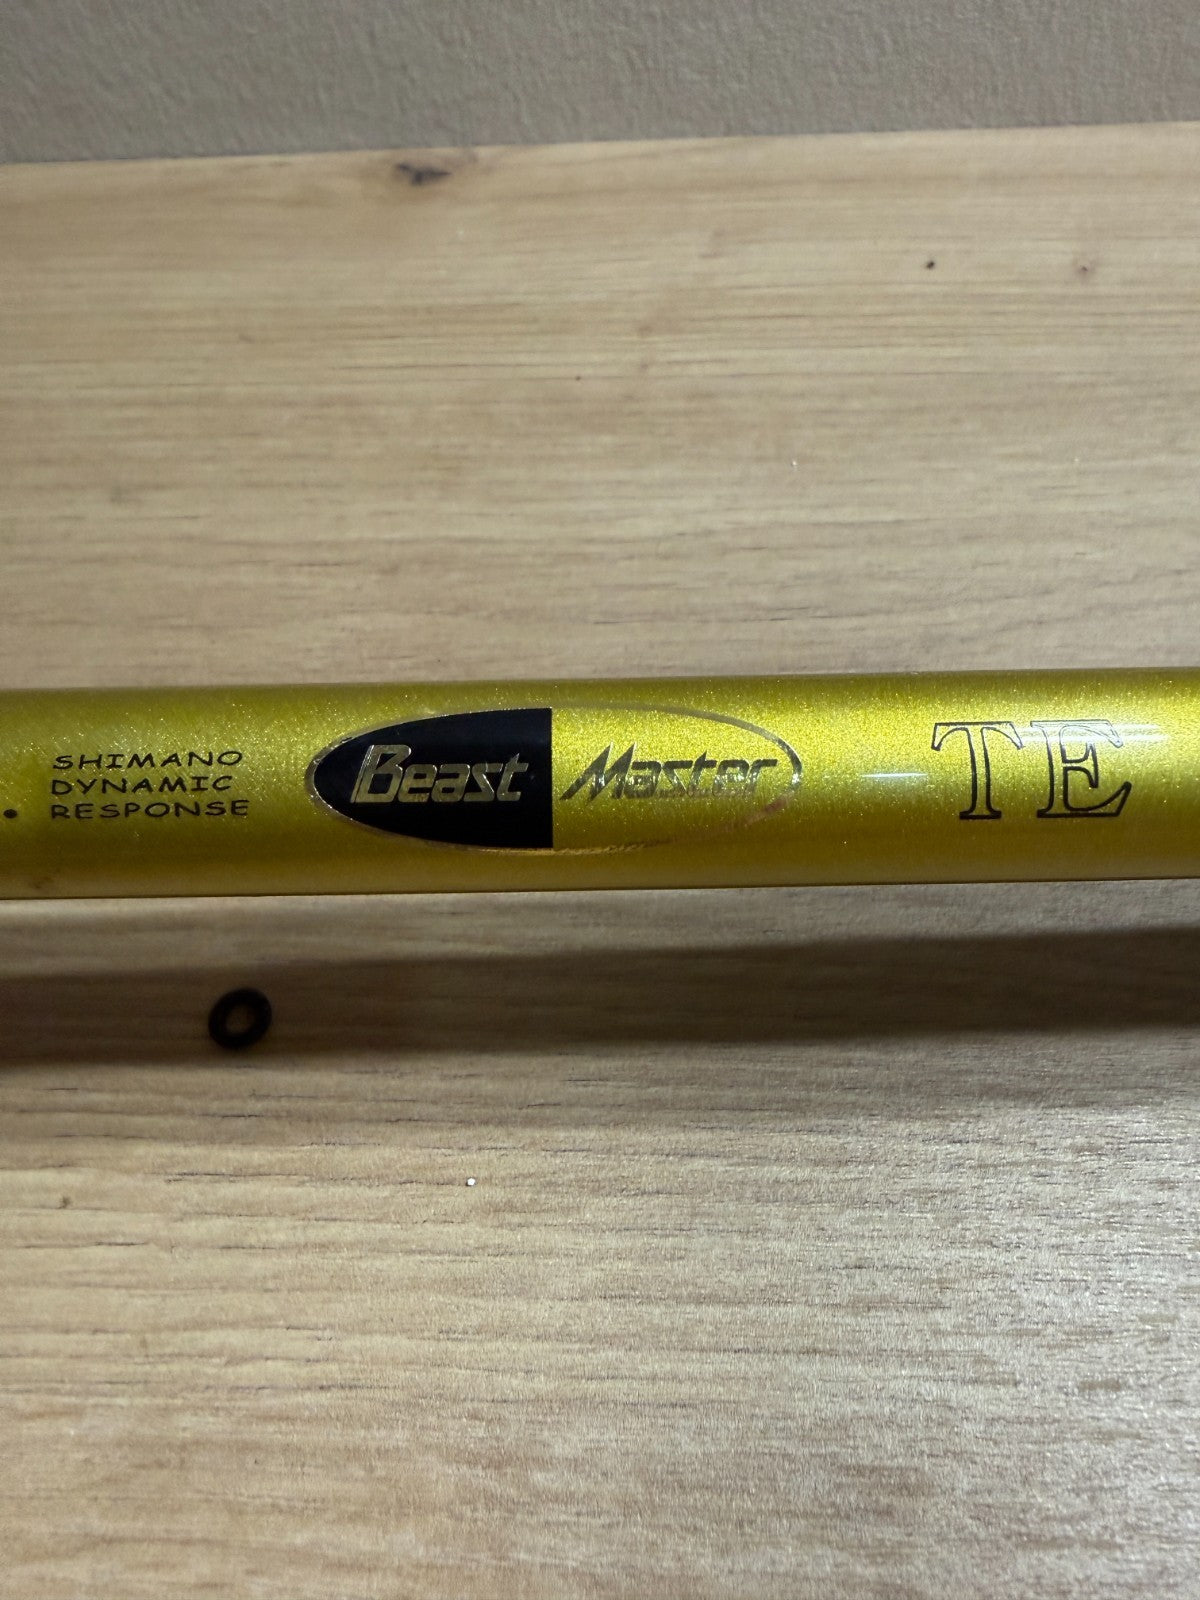 SHIMANO
DYNAMIC
RESPONSE
Beast Master
TE